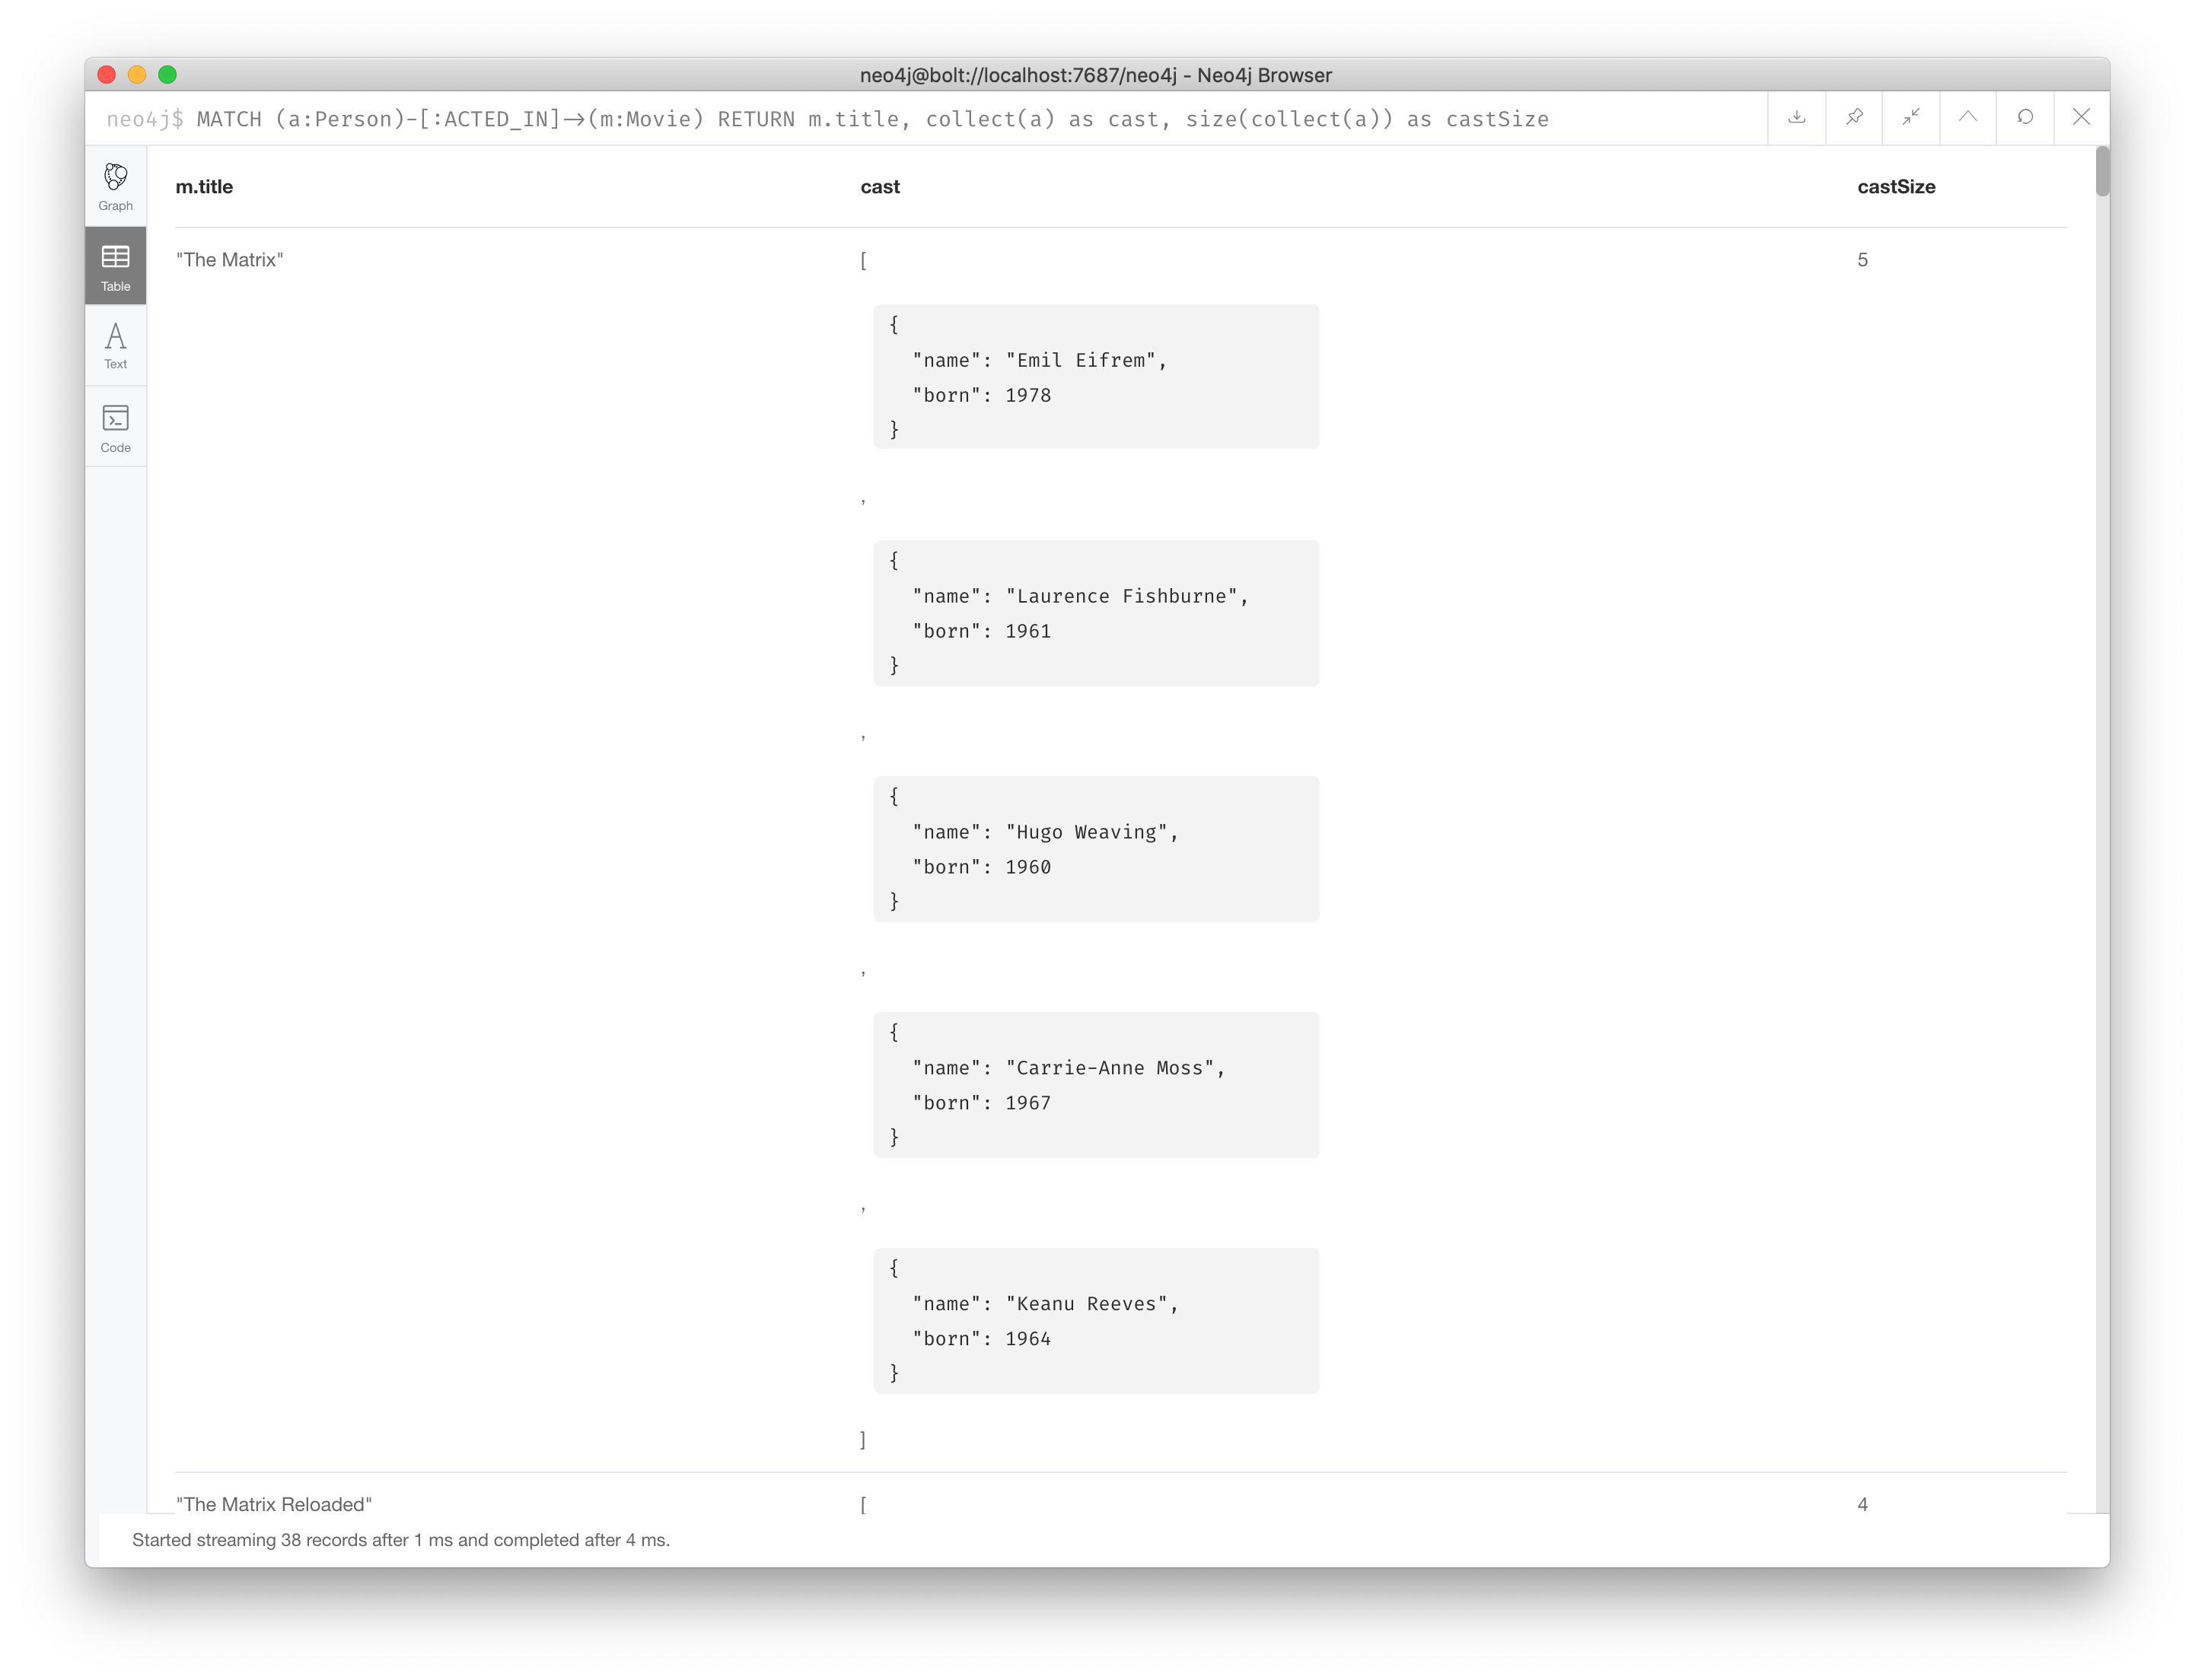 neo4j@bolt://localhost:7687/neo4j - Neo4j Browser
neo4j$ MATCH (a:Person)-[:ACTED_IN]→(m:Movie) RETURN m.title, collect(a) as cast, size(collect(a)) as castSize
Graph
Table
Text
Code
m.title cast castSize
"The Matrix" [ 5
{
"name": "Emil Eifrem",
"born": 1978
}
,
{
"name": "Laurence Fishburne",
"born": 1961
}
,
{
"name": "Hugo Weaving",
"born": 1960
}
,
{
"name": "Carrie-Anne Moss",
"born": 1967
}
,
{
"name": "Keanu Reeves",
"born": 1964
}
]
"The Matrix Reloaded" [ 4
Started streaming 38 records after 1 ms and completed after 4 ms.